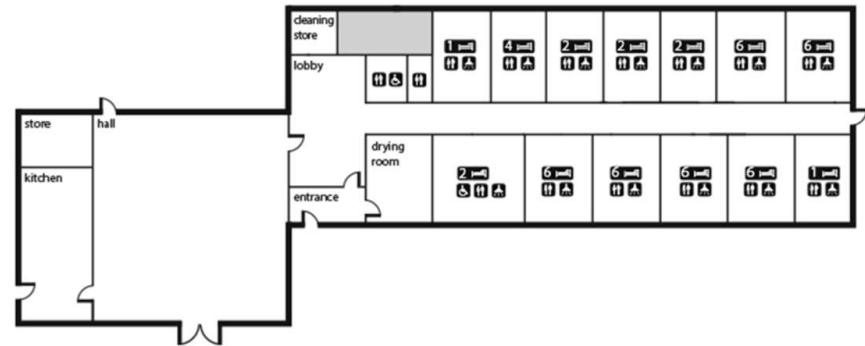 cleaning
store
1
4
2
2
2
6
6
lobby
store
hall
drying
room
kitchen
2
6
6
6
6
1
entrance